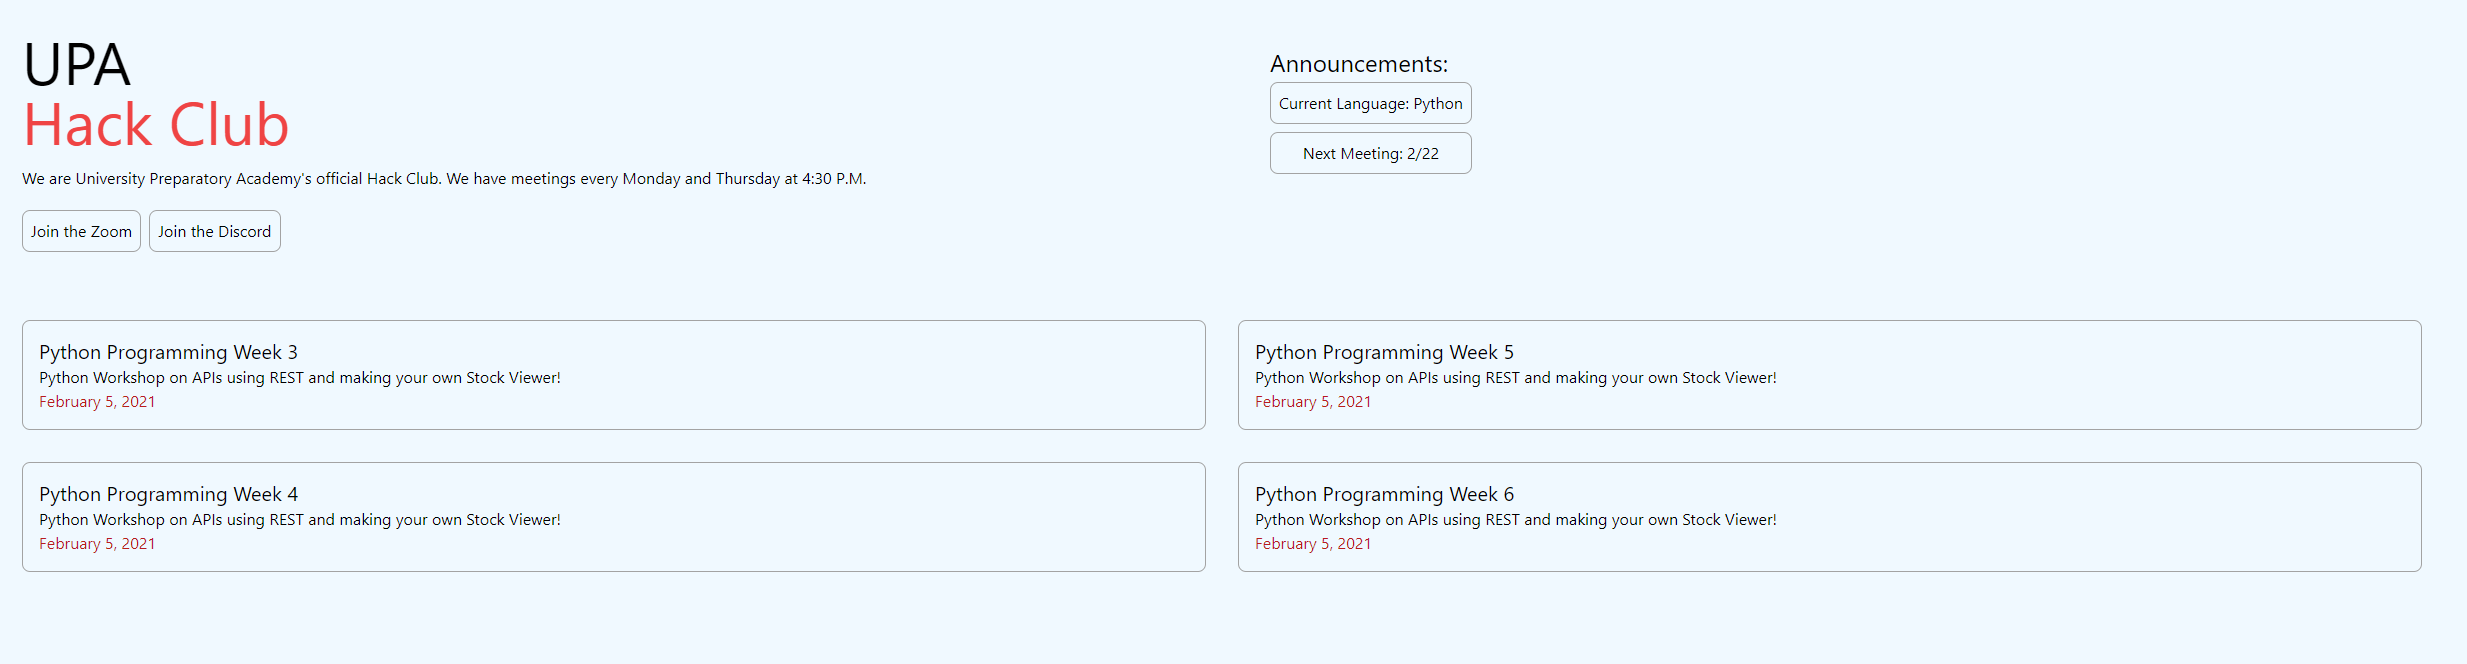 UPA
Hack Club
We are University Preparatory Academy's official Hack Club. We have meetings every Monday and Thursday at 4:30 P.M.
Join the Zoom
Join the Discord
Announcements:
Current Language: Python
Next Meeting: 2/22
Python Programming Week 3
Python Workshop on APIs using REST and making your own Stock Viewer!
February 5, 2021
Python Programming Week 5
Python Workshop on APIs using REST and making your own Stock Viewer!
February 5, 2021
Python Programming Week 4
Python Workshop on APIs using REST and making your own Stock Viewer!
February 5, 2021
Python Programming Week 6
Python Workshop on APIs using REST and making your own Stock Viewer!
February 5, 2021